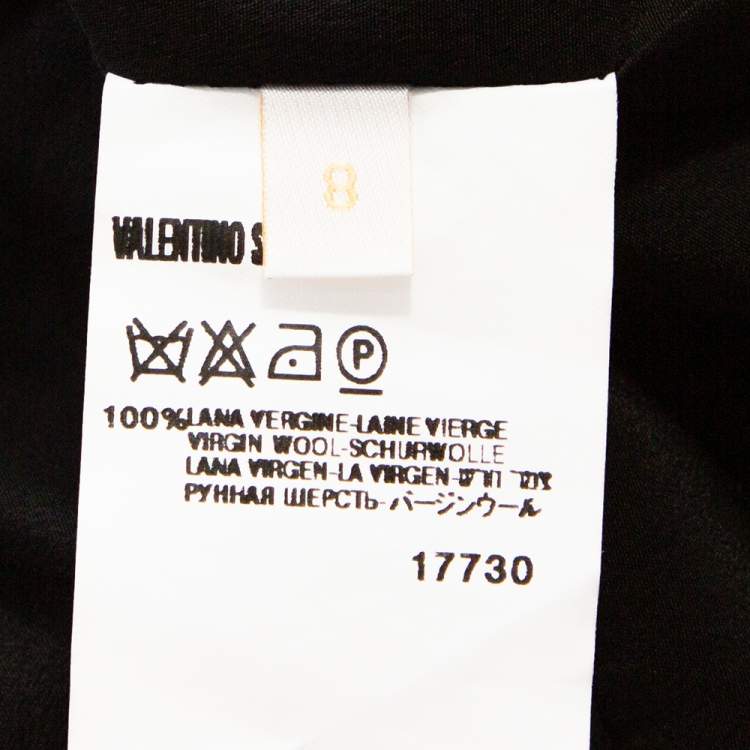 8
VALENTINO S
P
100% LANA VERGINE-LAINE VIERGE
VIRGIN WOOL-SCHURWOLLE
LANA VIRGEN-LA VIRGEN-צמר
РУННАЯ ШЕРСТЬ-バージンウール
17730